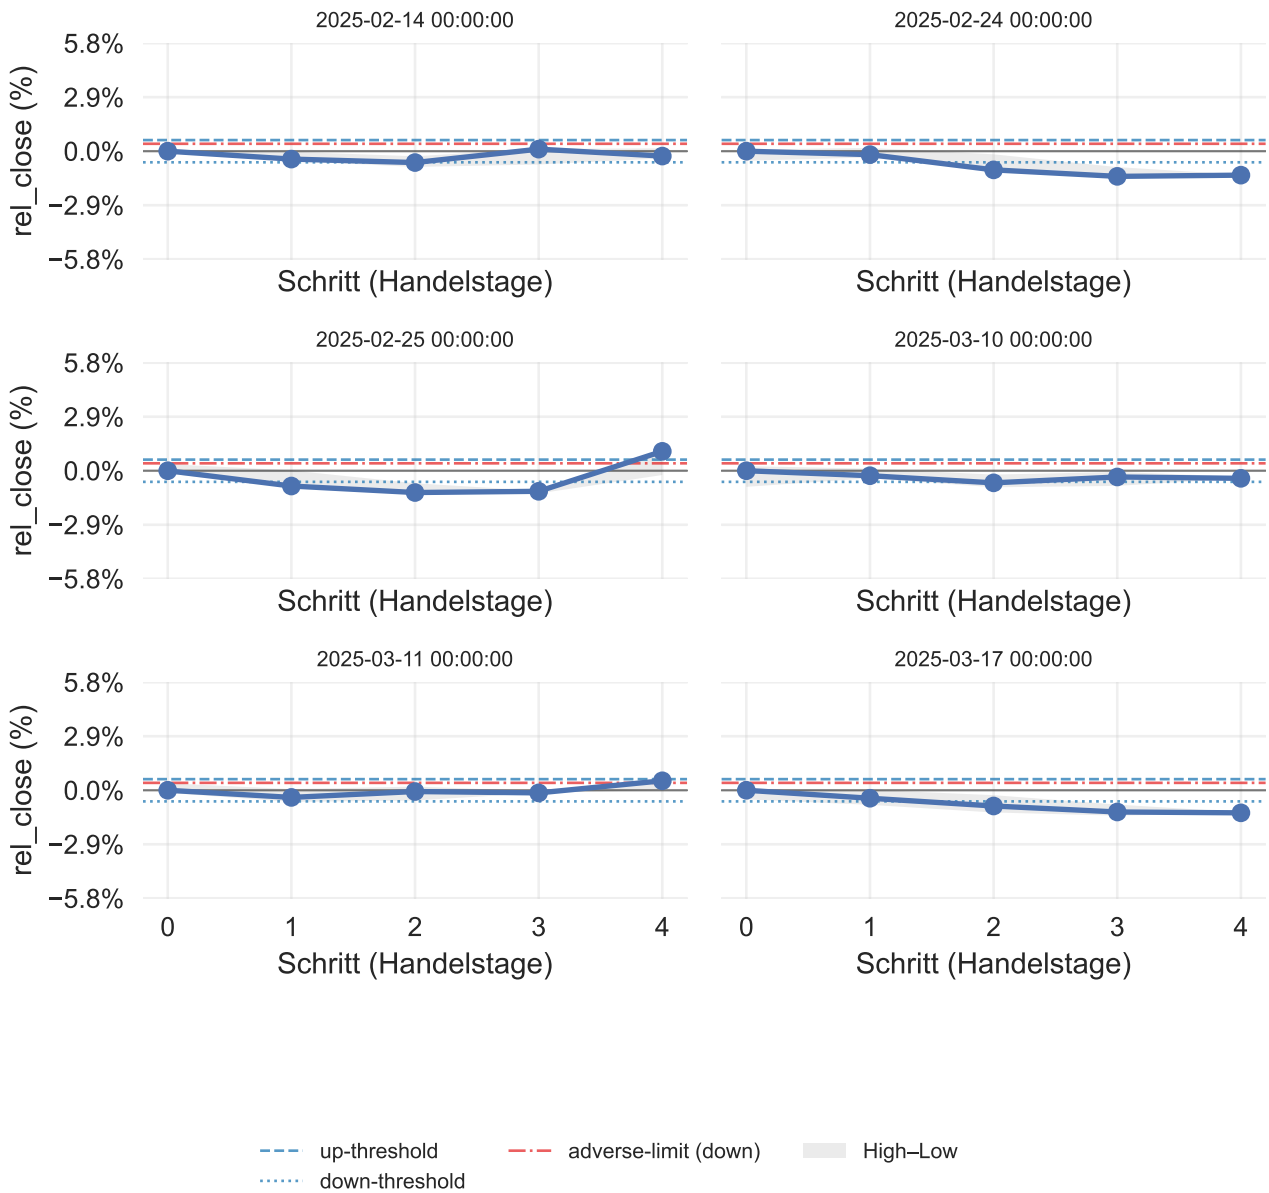 2025-02-14 00:00:00
2025-02-24 00:00:00
5.8%
2.9%
0.0%
−2.9%
−5.8%
rel_close (%)
Schritt (Handelstage)
Schritt (Handelstage)
2025-02-25 00:00:00
2025-03-10 00:00:00
5.8%
2.9%
0.0%
−2.9%
−5.8%
rel_close (%)
Schritt (Handelstage)
Schritt (Handelstage)
2025-03-11 00:00:00
2025-03-17 00:00:00
5.8%
2.9%
0.0%
−2.9%
−5.8%
rel_close (%)
0 1 2 3 4
0 1 2 3 4
Schritt (Handelstage)
Schritt (Handelstage)
up-threshold
down-threshold
adverse-limit (down)
High–Low